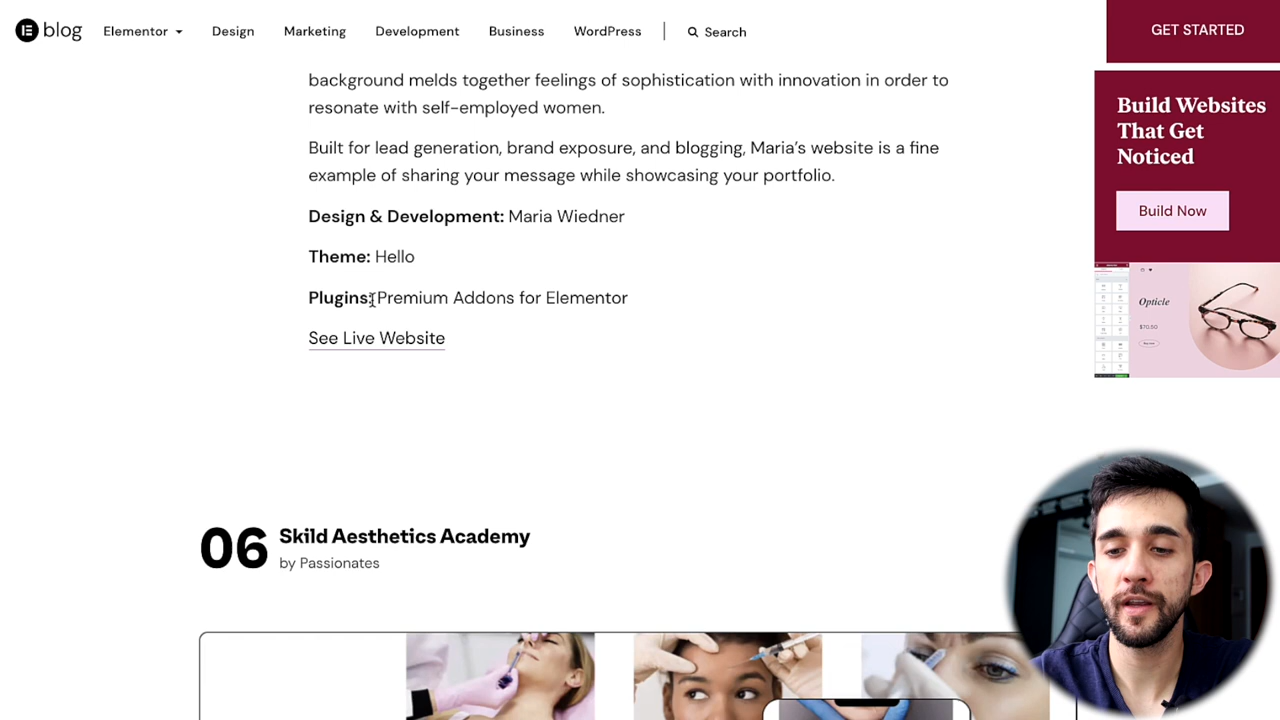 blog Elementor Design Marketing Development Business WordPress Search GET STARTED
background melds together feelings of sophistication with innovation in order to
resonate with self-employed women.
Built for lead generation, brand exposure, and blogging, Maria's website is a fine
example of sharing your message while showcasing your portfolio.
Design & Development: Maria Wiedner
Theme: Hello
Plugins: Premium Addons for Elementor
See Live Website
Build Websites
That Get
Noticed
Build Now
Opticle
$70.50
06 Skild Aesthetics Academy
by Passionates